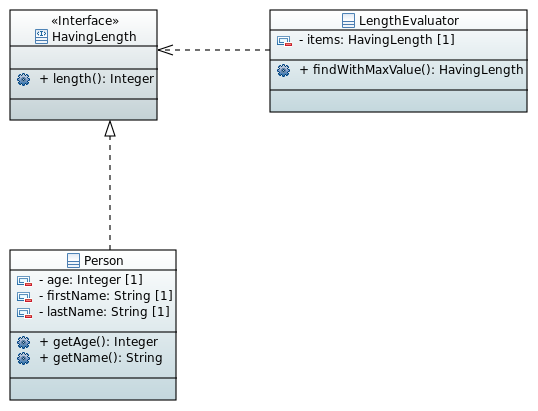 «Interface»
HavingLength
+ length(): Integer
LengthEvaluator
- items: HavingLength [1]
+ findWithMaxValue(): HavingLength
Person
- age: Integer [1]
- firstName: String [1]
- lastName: String [1]
+ getAge(): Integer
+ getName(): String